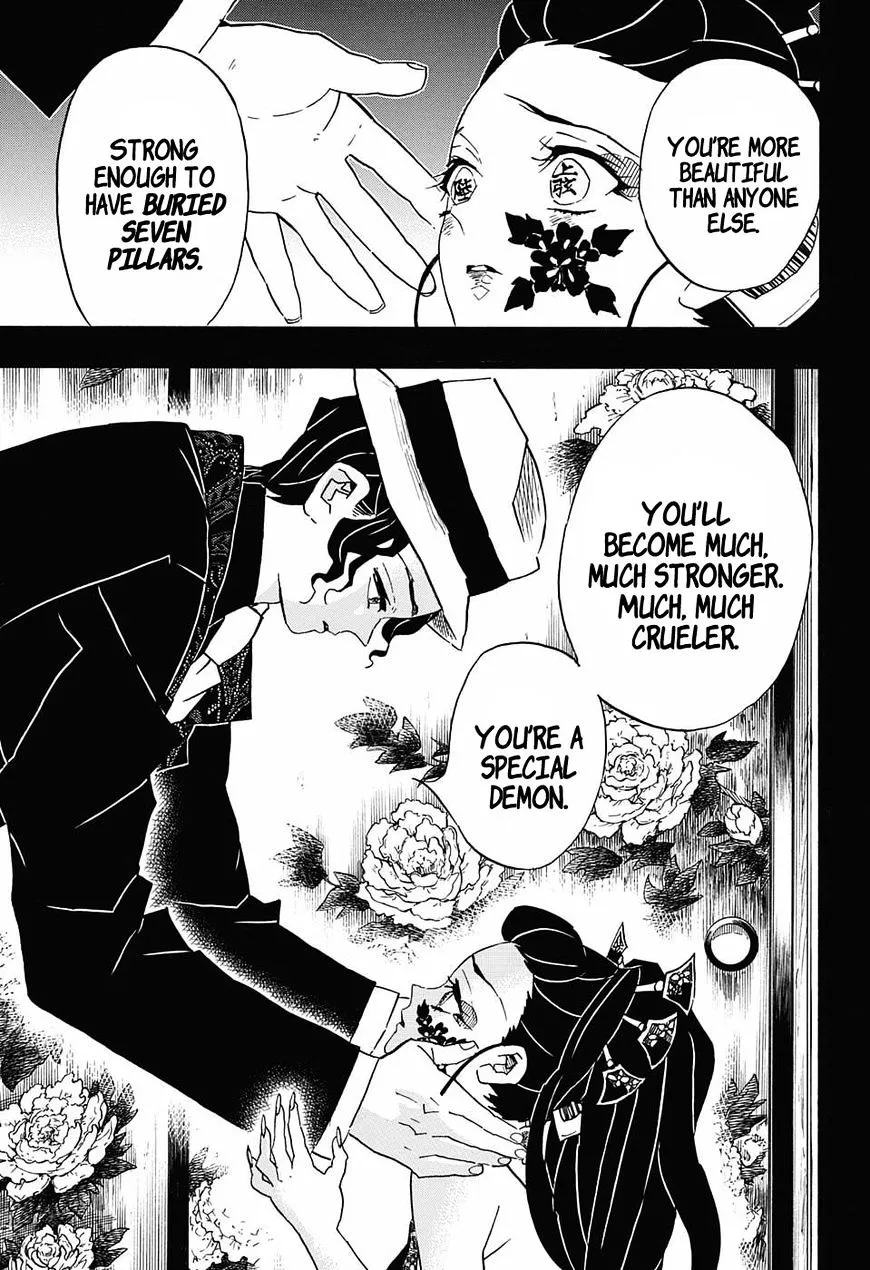 YOU'RE MORE
BEAUTIFUL
THAN ANYONE
ELSE.
STRONG
ENOUGH TO
HAVE BURIED
SEVEN
PILLARS.
YOU'LL
BECOME MUCH,
MUCH STRONGER.
MUCH, MUCH
CRUELER.
YOU'RE A
SPECIAL
DEMON.